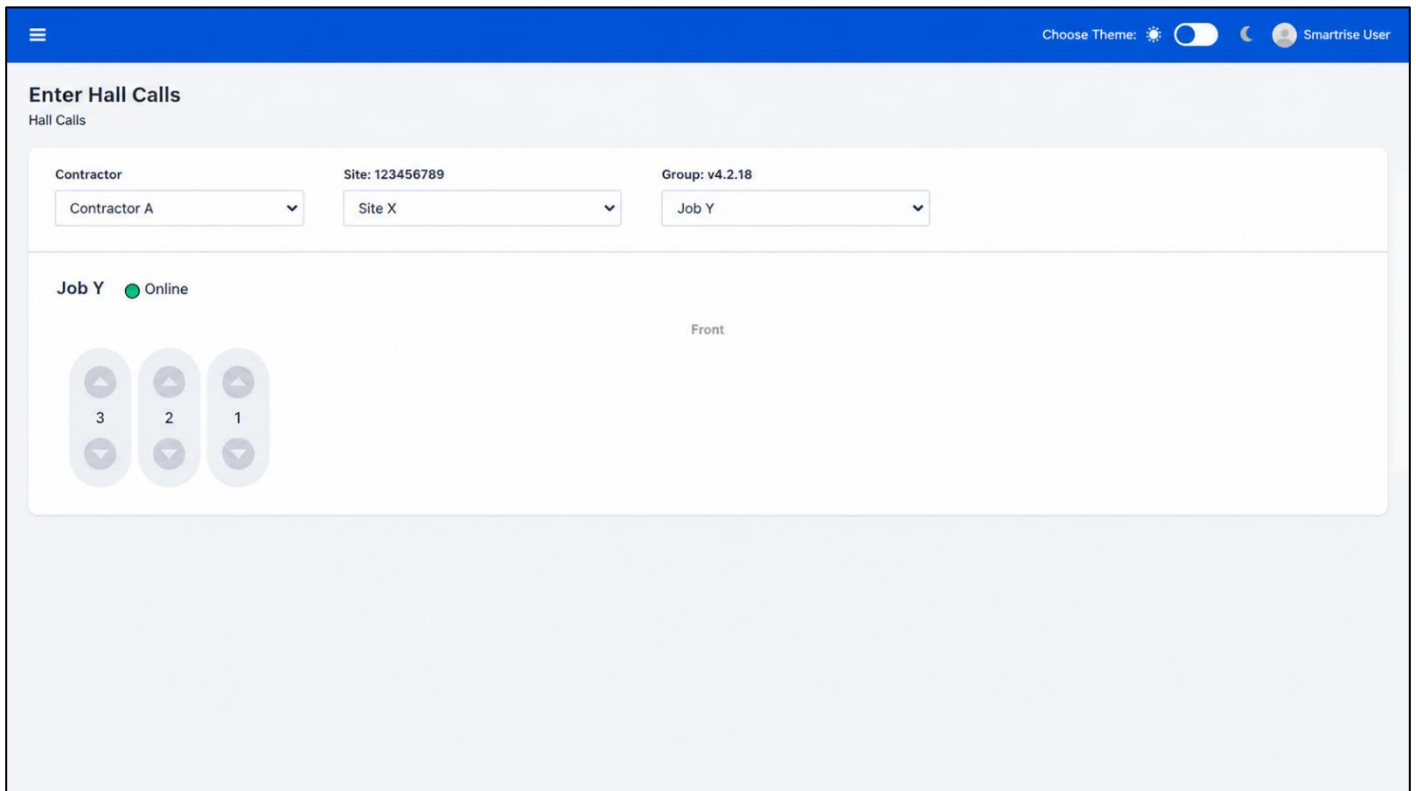 Choose Theme: Smartrise User
Enter Hall Calls
Hall Calls
Contractor Site: 123456789 Group: v4.2.18
Contractor A Site X Job Y
Job Y Online
Front
3 2 1